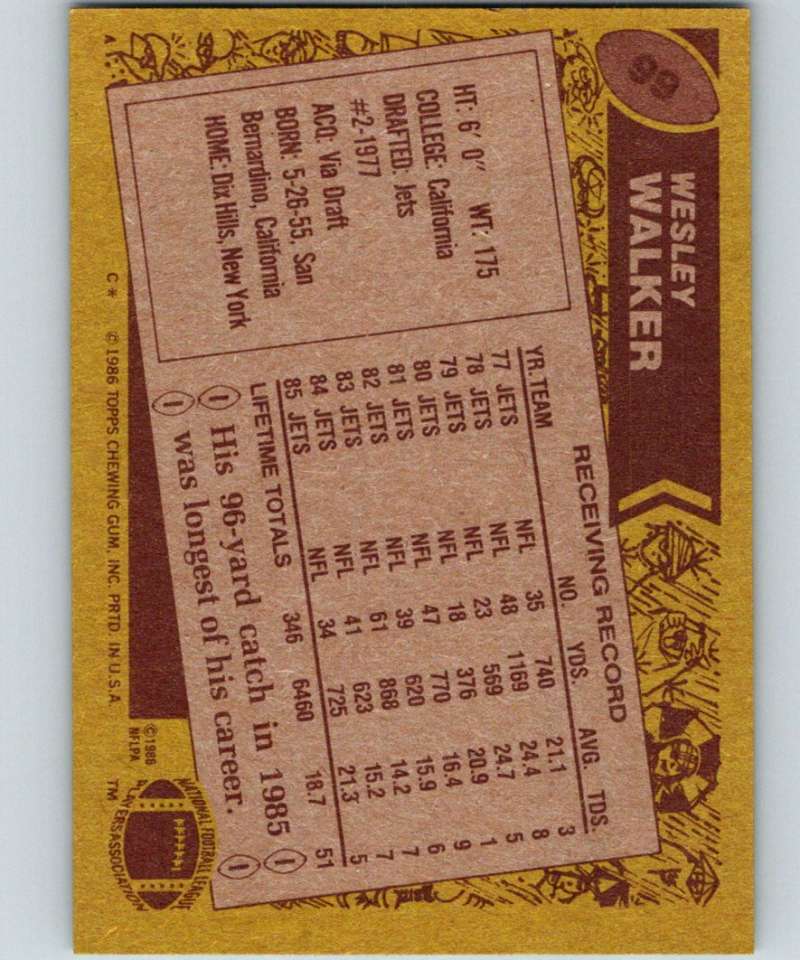 99
WESLEY
WALKER
HT: 6' 0" WT: 175
COLLEGE: California
DRAFTED: Jets
#2-1977
ACQ: Via Draft
BORN: 5-26-55, San
Bernardino, California
HOME: Dix Hills, New York
RECEIVING RECORD
YR. TEAM NO. YDS. AVG. TDS.
77 JETS NFL 35 740 21.1 3
78 JETS NFL 48 1169 24.4 8
79 JETS NFL 23 569 24.7 5
80 JETS NFL 18 376 20.9 1
81 JETS NFL 47 770 16.4 9
82 JETS NFL 39 620 15.9 6
83 JETS NFL 61 868 14.2 7
84 JETS NFL 41 623 15.2 7
85 JETS NFL 34 725 21.3 5
LIFETIME TOTALS 346 6460 18.7 51
His 96-yard catch in 1985
was longest of his career.
A
C* © 1986 TOPPS CHEWING GUM, INC. PRTD. IN U.S.A.
© 1986
NFLPA
NATIONAL FOOTBALL LEAGUE
PLAYERS ASSOCIATION
TM